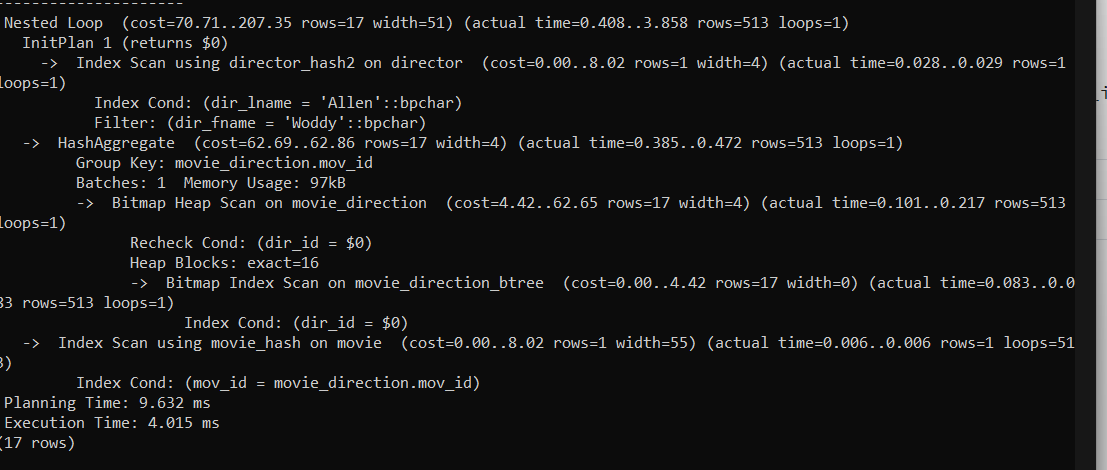 --------------------
Nested Loop  (cost=70.71..207.35 rows=17 width=51) (actual time=0.408..3.858 rows=513 loops=1)
  InitPlan 1 (returns $0)
    ->  Index Scan using director_hash2 on director  (cost=0.00..8.02 rows=1 width=4) (actual time=0.028..0.029 rows=1
loops=1)
          Index Cond: (dir_lname = 'Allen'::bpchar)
          Filter: (dir_fname = 'Woddy'::bpchar)
  ->  HashAggregate  (cost=62.69..62.86 rows=17 width=4) (actual time=0.385..0.472 rows=513 loops=1)
        Group Key: movie_direction.mov_id
        Batches: 1  Memory Usage: 97kB
        ->  Bitmap Heap Scan on movie_direction  (cost=4.42..62.65 rows=17 width=4) (actual time=0.101..0.217 rows=513
loops=1)
              Recheck Cond: (dir_id = $0)
              Heap Blocks: exact=16
              ->  Bitmap Index Scan on movie_direction_btree  (cost=0.00..4.42 rows=17 width=0) (actual time=0.083..0.0
83 rows=513 loops=1)
                    Index Cond: (dir_id = $0)
  ->  Index Scan using movie_hash on movie  (cost=0.00..8.02 rows=1 width=55) (actual time=0.006..0.006 rows=1 loops=51
3)
        Index Cond: (mov_id = movie_direction.mov_id)
Planning Time: 9.632 ms
Execution Time: 4.015 ms
(17 rows)